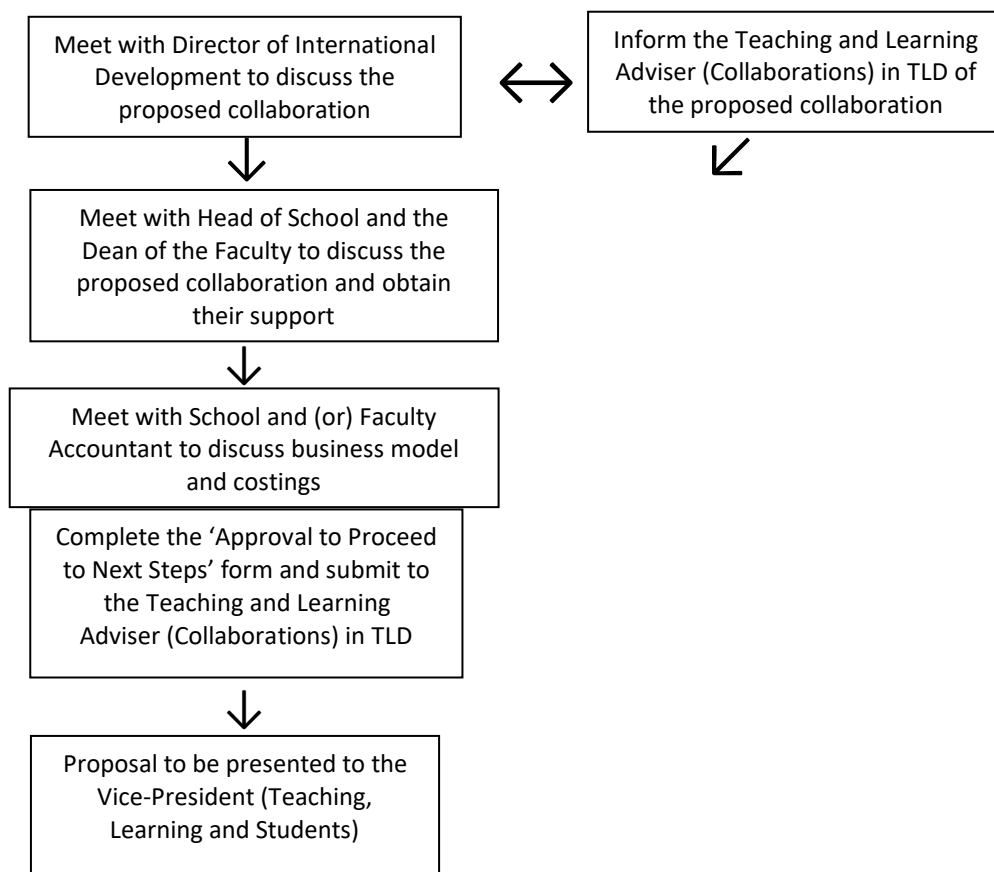 Meet with Director of International
Development to discuss the
proposed collaboration
Inform the Teaching and Learning
Adviser (Collaborations) in TLD of
the proposed collaboration
Meet with Head of School and the
Dean of the Faculty to discuss the
proposed collaboration and obtain
their support
Meet with School and (or) Faculty
Accountant to discuss business model
and costings
Complete the ‘Approval to Proceed
to Next Steps’ form and submit to
the Teaching and Learning
Adviser (Collaborations) in TLD
Proposal to be presented to the
Vice-President (Teaching,
Learning and Students)